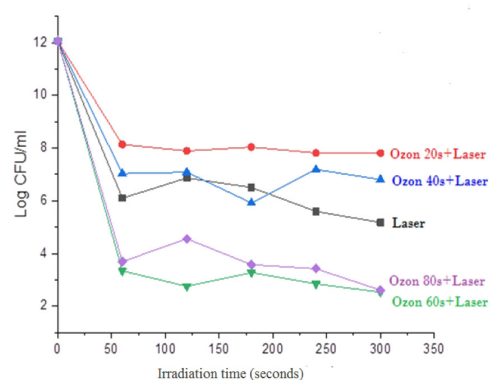 12
10
8
6
4
2
Log CFU/ml
Ozon 20s+Laser
Ozon 40s+Laser
Laser
Ozon 80s+Laser
Ozon 60s+Laser
0 50 100 150 200 250 300 350
Irradiation time (seconds)